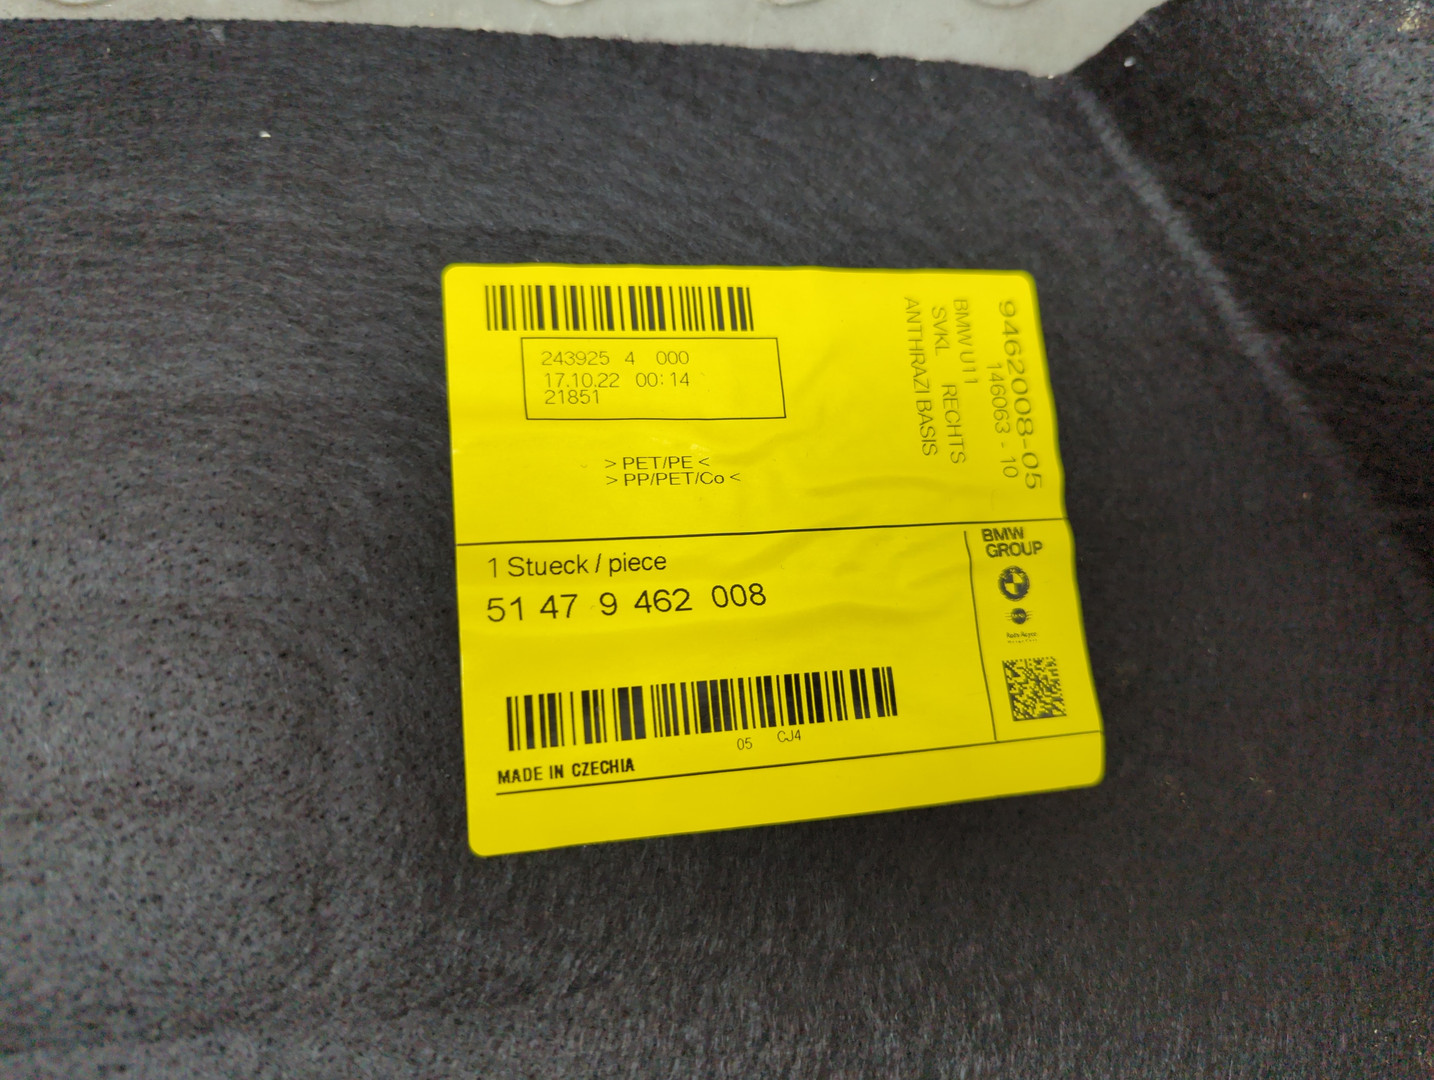 243925 4 000
17.10.22 00:14
21851
> PET/PE <
> PP/PET/Co <
9462008-05
146063 - 10
BMW U11
SVKL RECHTS
ANTHRAZI BASIS
1 Stueck / piece
51 47 9 462 008
05 CJ4
MADE IN CZECHIA
BMW
GROUP